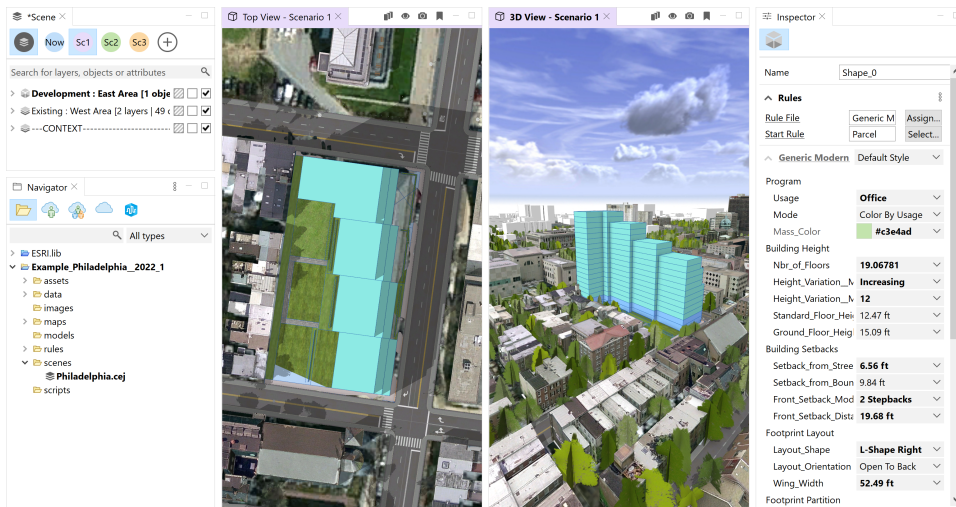 *Scene
Now
Sc1
Sc2
Sc3
Search for layers, objects or attributes
Development : East Area [1 obje
Existing : West Area [2 layers | 49 o
---CONTEXT---
Navigator
All types
ESRI.lib
Example_Philadelphia__2022_1
assets
data
images
maps
models
rules
scenes
Philadelphia.cej
scripts
Top View - Scenario 1
3D View - Scenario 1
Inspector
Name Shape_0
Rules
Rule File Generic M Assign...
Start Rule Parcel Select...
Generic Modern Default Style
Program
Usage Office
Mode Color By Usage
Mass_Color #c3e4ad
Building Height
Nbr_of_Floors 19.06781
Height_Variation__M Increasing
Height_Variation__M 12
Standard_Floor_Hei 12.47 ft
Ground_Floor_Heig 15.09 ft
Building Setbacks
Setback_from_Stree 6.56 ft
Setback_from_Boun 9.84 ft
Front_Setback_Mod 2 Stepbacks
Front_Setback_Dista 19.68 ft
Footprint Layout
Layout_Shape L-Shape Right
Layout_Orientation Open To Back
Wing_Width 52.49 ft
Footprint Partition